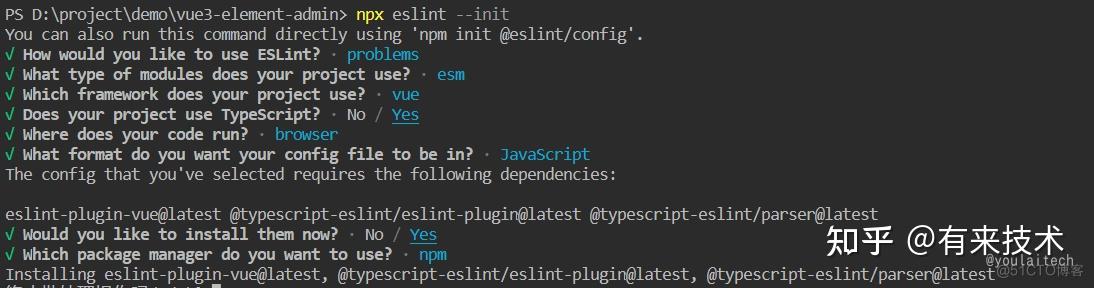 PS D:\project\demo\vue3-element-admin> npx eslint --init
You can also run this command directly using 'npm init @eslint/config'.
√ How would you like to use ESLint? · problems
√ What type of modules does your project use? · esm
√ Which framework does your project use? · vue
√ Does your project use TypeScript? · No / Yes
√ Where does your code run? · browser
√ What format do you want your config file to be in? · JavaScript
The config that you've selected requires the following dependencies:
eslint-plugin-vue@latest @typescript-eslint/eslint-plugin@latest @typescript-eslint/parser@latest
√ Would you like to install them now? · No / Yes
√ Which package manager do you want to use? · npm
知乎 @有来技术
@youlaitech
Installing eslint-plugin-vue@latest, @typescript-eslint/eslint-plugin@latest, @typescript-eslint/parser@latest
@51CTO博客